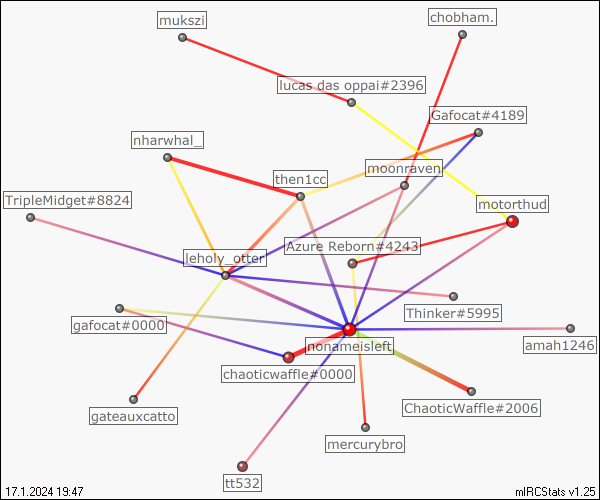 mukszi
chobham.
lucas das oppai#2396
Gafocat#4189
nharwhal_
moonraven
then1cc
TripleMidget#8824
motorthud
Azure Reborn#4243
leholy_otter
Thinker#5995
gafocat#0000
nonameisleft
amah1246
chaoticwaffle#0000
ChaoticWaffle#2006
gateauxcatto
mercurybro
tt532
17.1.2024 19:47
mIRCStats v1.25